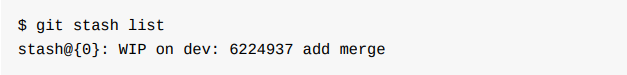 $ git stash list
stash@{0}: WIP on dev: 6224937 add merge